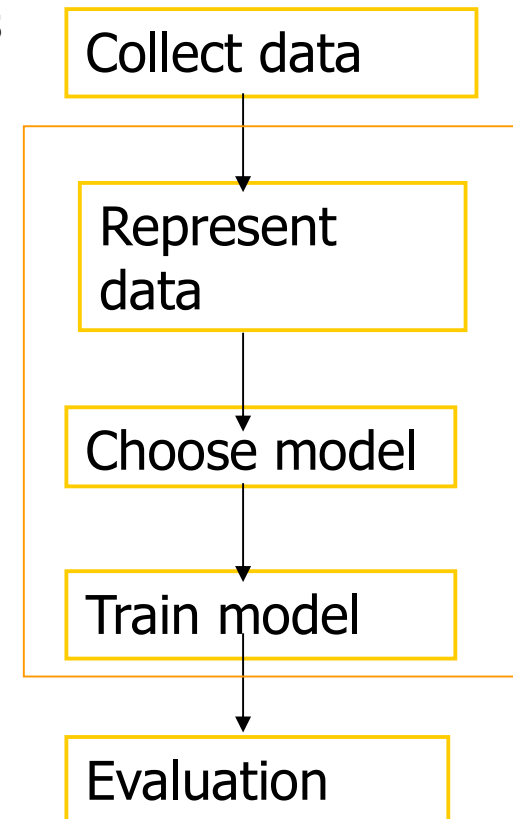 Collect data
Represent
data
Choose model
Train model
Evaluation